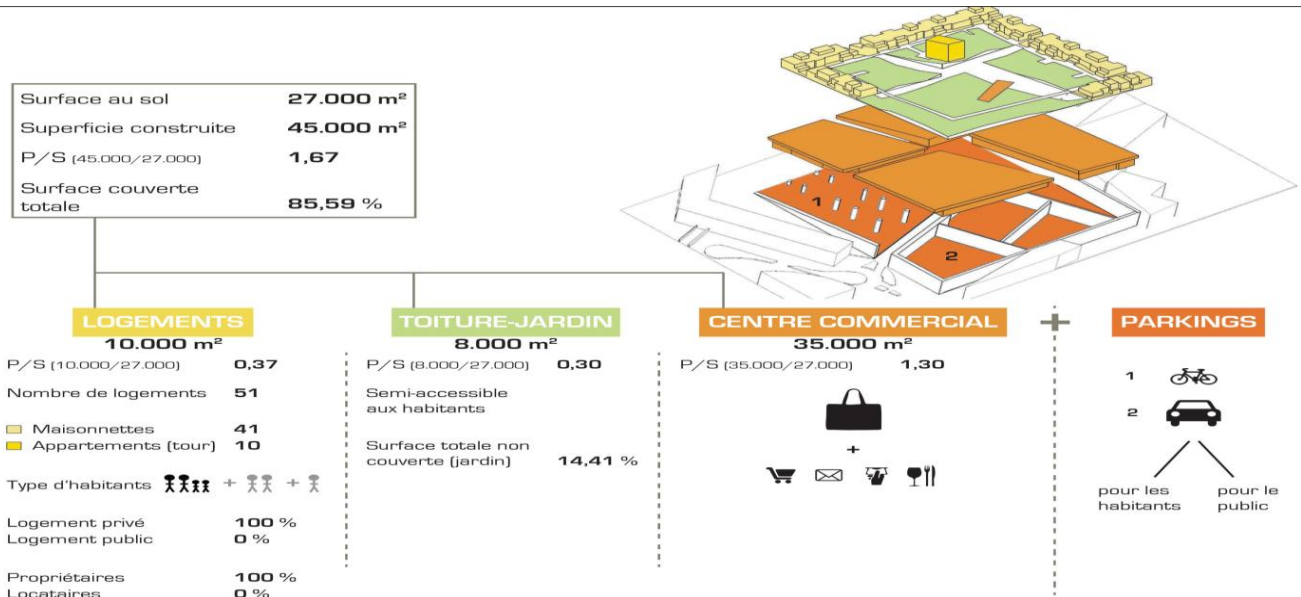 Surface au sol 27.000 m²
Superficie construite 45.000 m²
P/S (45.000/27.000) 1,67
Surface couverte
totale 85,59 %
1
2
LOGEMENTS
10.000 m²
P/S (10.000/27.000) 0,37
Nombre de logements 51
Maisonnettes 41
Appartements (tour) 10
Type d'habitants + +
Logement privé 100 %
Logement public 0 %
Propriétaires 100 %
Locataires 0 %
TOITURE-JARDIN
8.000 m²
P/S (8.000/27.000) 0,30
Semi-accessible
aux habitants
Surface totale non
couverte (jardin) 14,41 %
CENTRE COMMERCIAL
35.000 m²
P/S (35.000/27.000) 1,30
+
+
PARKINGS
1
2
pour les
habitants
pour le
public